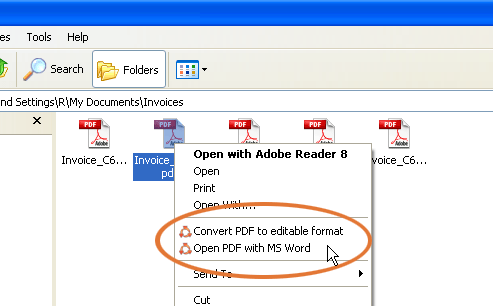 es Tools Help
Search Folders
nd Settings\R\My Documents\Invoices
PDF PDF PDF PDF PDF
Invoice_C6... Invoice_ voice_C6...
pd
Open with Adobe Reader 8
Open
Print
Open With...
Convert PDF to editable format
Open PDF with MS Word
Send To
Cut